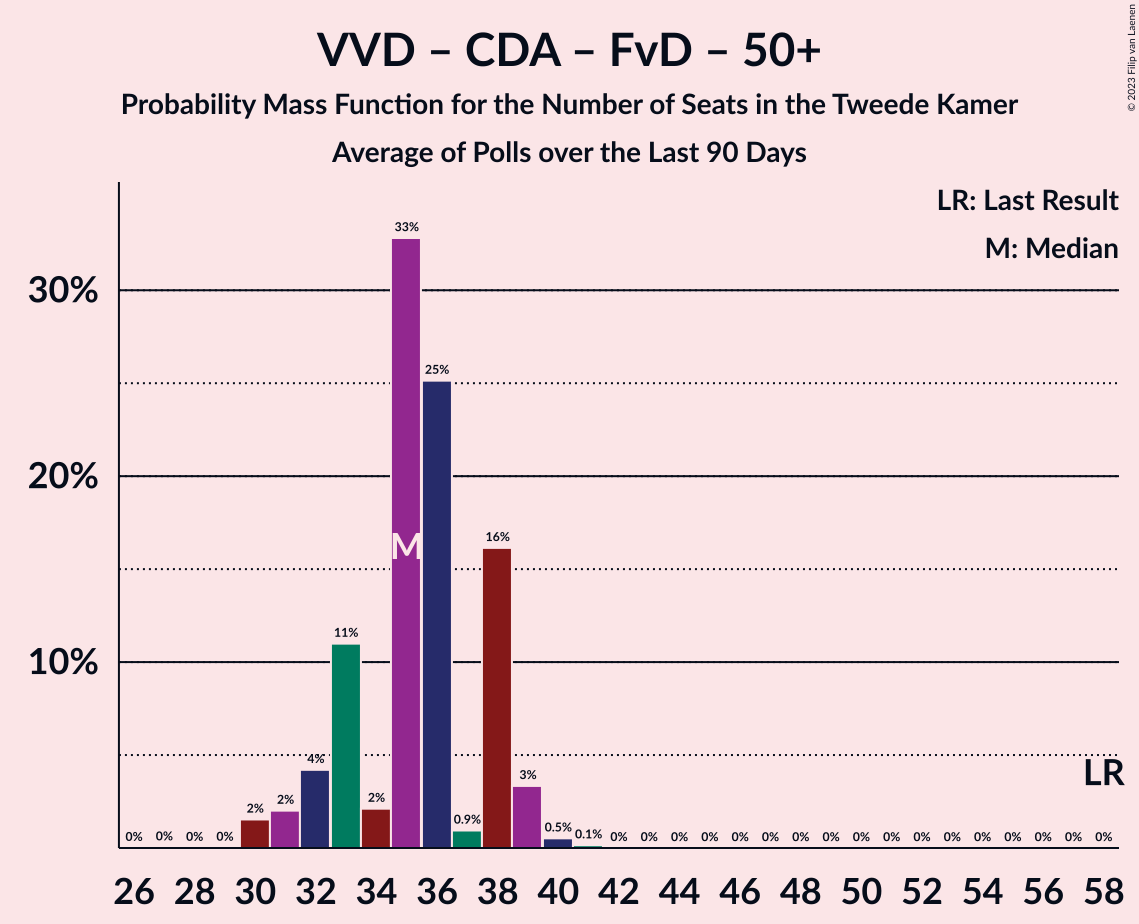 VVD – CDA – FvD – 50+
Probability Mass Function for the Number of Seats in the Tweede Kamer
Average of Polls over the Last 90 Days
© 2023 Filip van Laenen
LR: Last Result
M: Median
33%
30%
25%
20%
16%
M
11%
10%
4%
LR
3%
2%
2%
2%
0.9%
0.5%
0.1%
0% 0% 0% 0% 0% 0% 0% 0% 0% 0% 0% 0% 0% 0% 0% 0% 0% 0% 0% 0% 0%
26 28 30 32 34 36 38 40 42 44 46 48 50 52 54 56 58